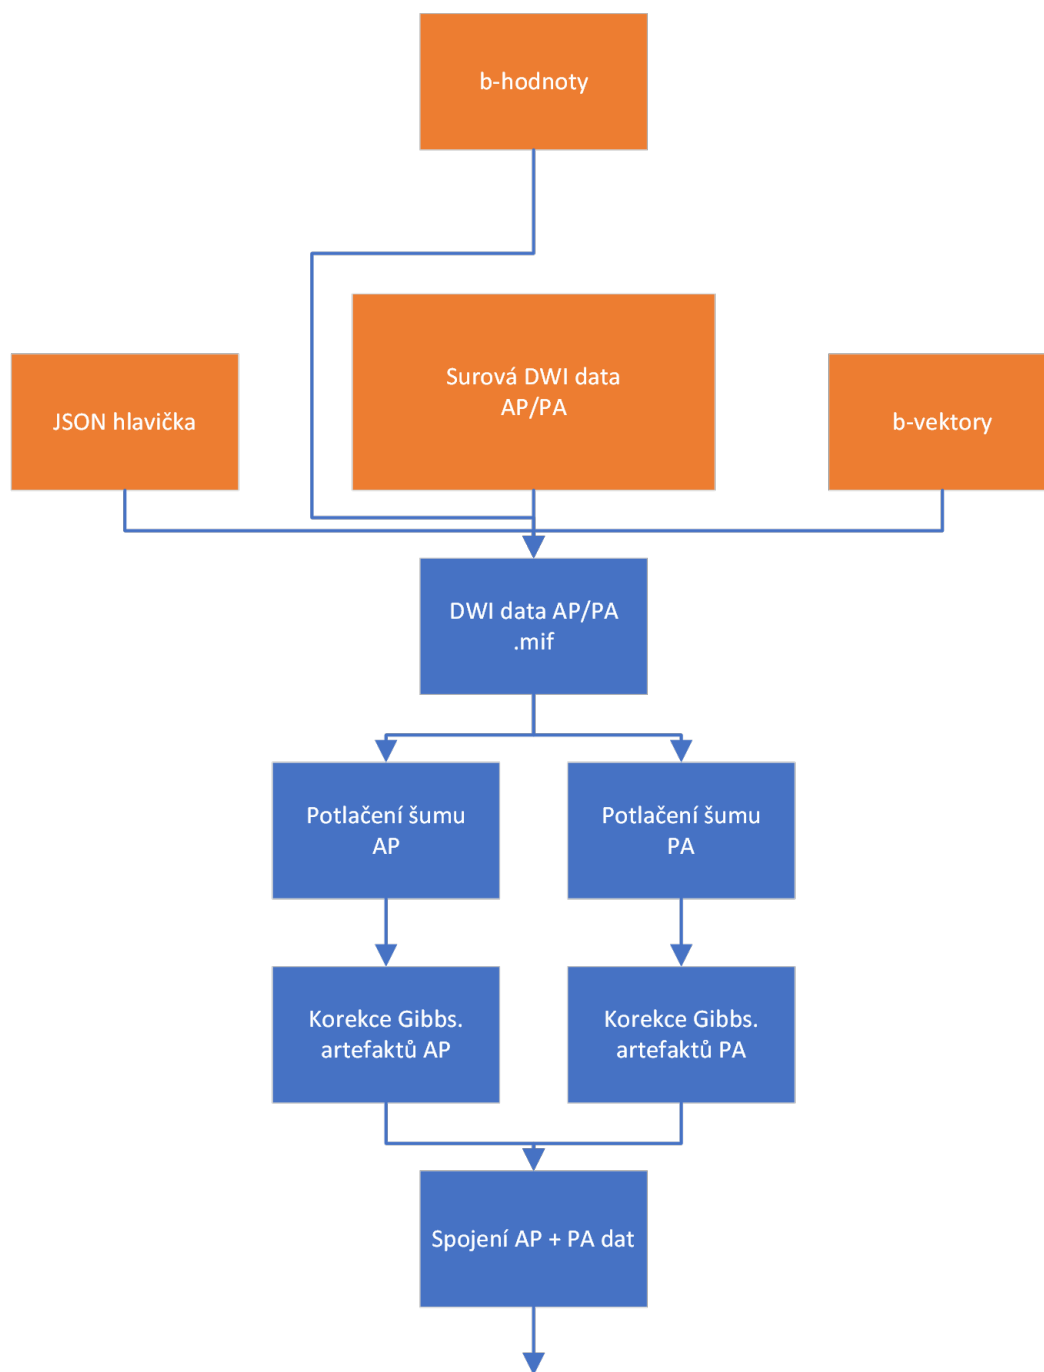 b-hodnoty
Surová DWI data
AP/PA
JSON hlavička
b-vektory
DWI data AP/PA
.mif
Potlačení šumu
AP
Potlačení šumu
PA
Korekce Gibbs.
artefaktů AP
Korekce Gibbs.
artefaktů PA
Spojení AP + PA dat